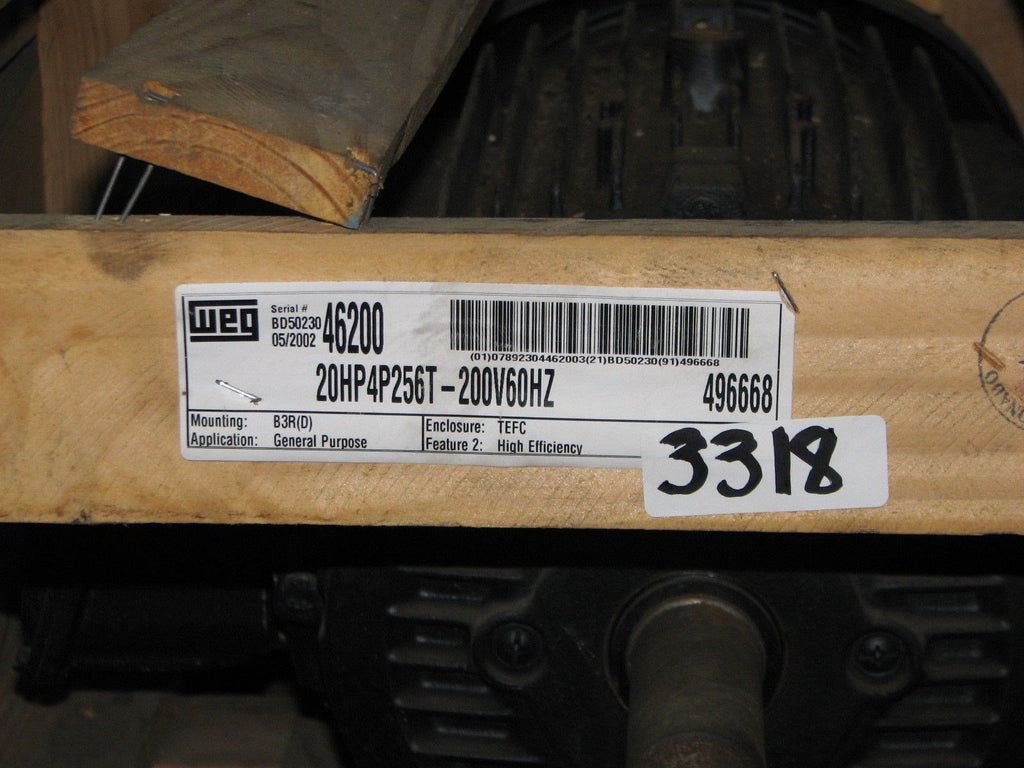 weg
Serial #
BD50230
05/2002
46200
(01)07892304462003(21)BD50230(91)496668
20HP4P256T-200V60HZ
496668
Mounting: B3R(D)
Application: General Purpose
Enclosure: TEFC
Feature 2: High Efficiency
3318